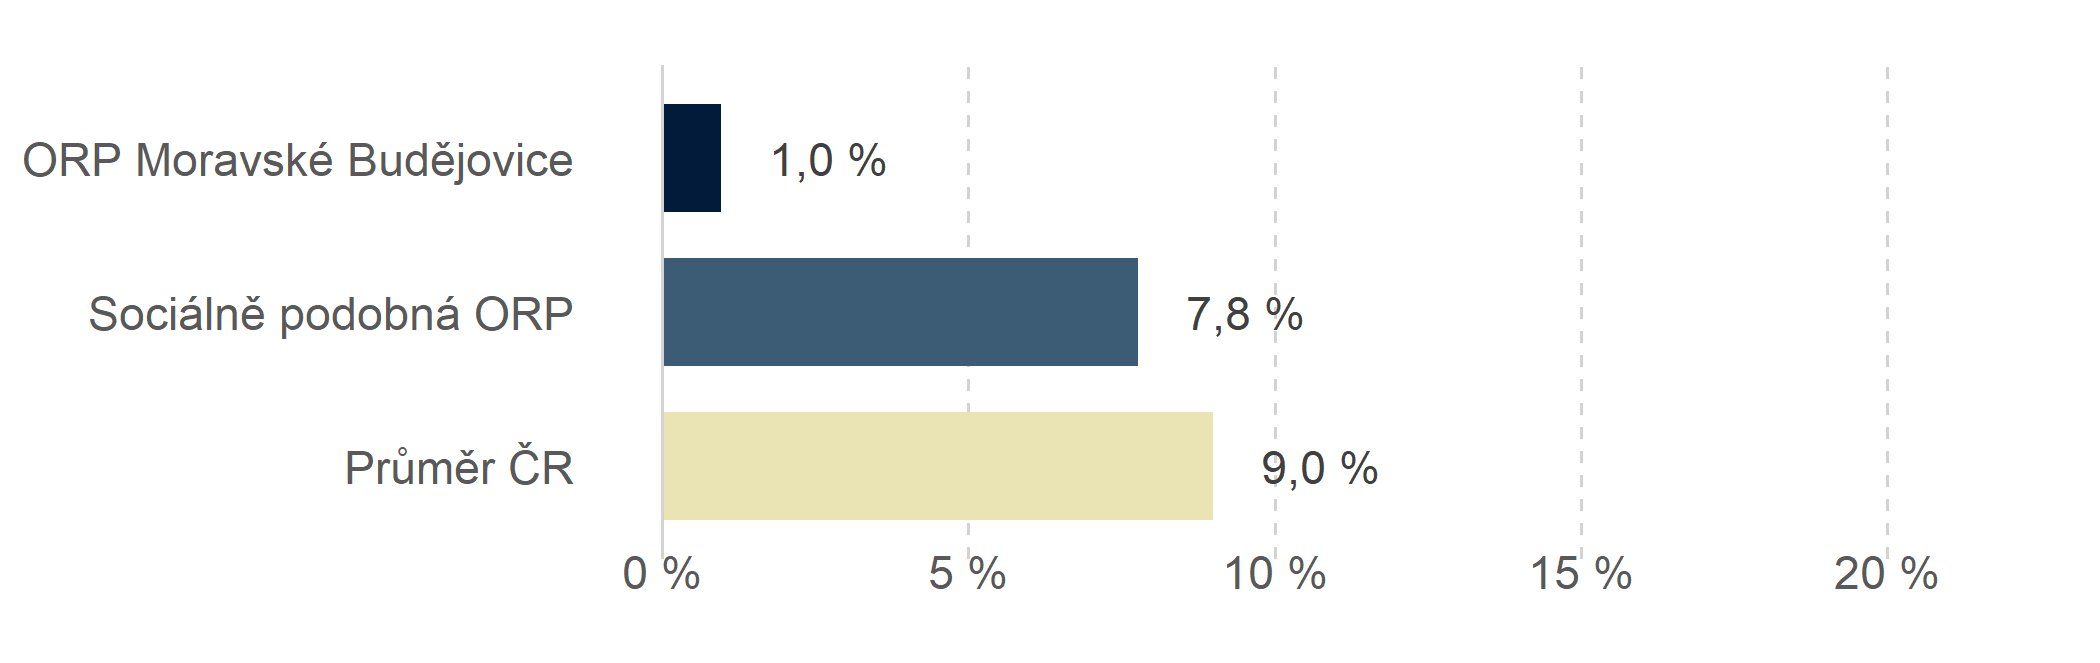 ORP Moravské Budějovice 1,0 %
Sociálně podobná ORP 7,8 %
Průměr ČR 9,0 %
0 % 5 % 10 % 15 % 20 %